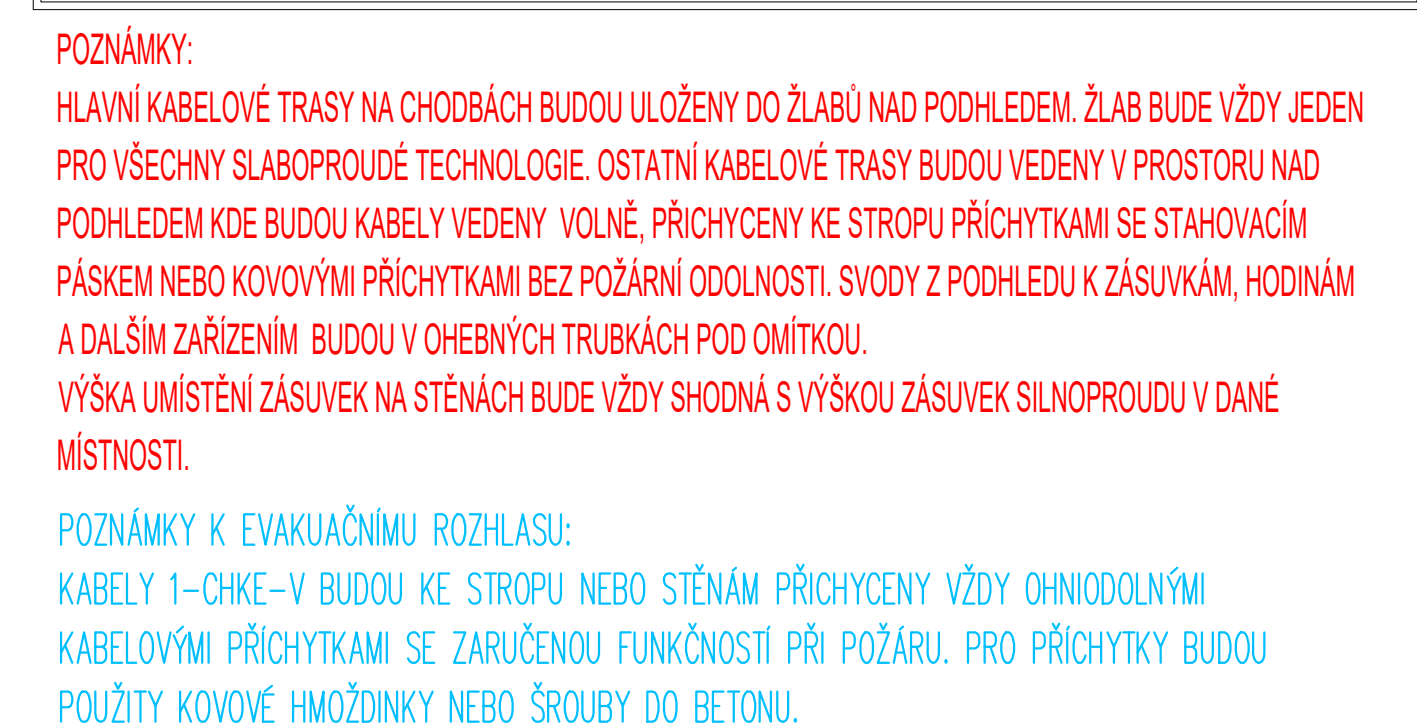 POZNÁMKY:
HLAVNÍ KABELOVÉ TRASY NA CHODBÁCH BUDOU ULOŽENY DO ŽLABŮ NAD PODHLEDEM. ŽLAB BUDE VŽDY JEDEN
PRO VŠECHNY SLABOPROUDÉ TECHNOLOGIE. OSTATNÍ KABELOVÉ TRASY BUDOU VEDENY V PROSTORU NAD
PODHLEDEM KDE BUDOU KABELY VEDENY  VOLNĚ, PŘICHYCENY KE STROPU PŘÍCHYTKAMI SE STAHOVACÍM
PÁSKEM NEBO KOVOVÝMI PŘÍCHYTKAMI BEZ POŽÁRNÍ ODOLNOSTI. SVODY Z PODHLEDU K ZÁSUVKÁM, HODINÁM
A DALŠÍM ZAŘÍZENÍM  BUDOU V OHEBNÝCH TRUBKÁCH POD OMÍTKOU.
VÝŠKA UMÍSTĚNÍ ZÁSUVEK NA STĚNÁCH BUDE VŽDY SHODNÁ S VÝŠKOU ZÁSUVEK SILNOPROUDU V DANÉ
MÍSTNOSTI.
POZNÁMKY K EVAKUAČNÍMU ROZHLASU:
KABELY 1-CHKE-V BUDOU KE STROPU NEBO STĚNÁM PŘICHYCENY VŽDY OHNIODOLNÝMI
KABELOVÝMI PŘÍCHYTKAMI SE ZARUČENOU FUNKČNOSTÍ PŘI POŽÁRU. PRO PŘÍCHYTKY BUDOU
POUŽITY KOVOVÉ HMOŽDINKY NEBO ŠROUBY DO BETONU.